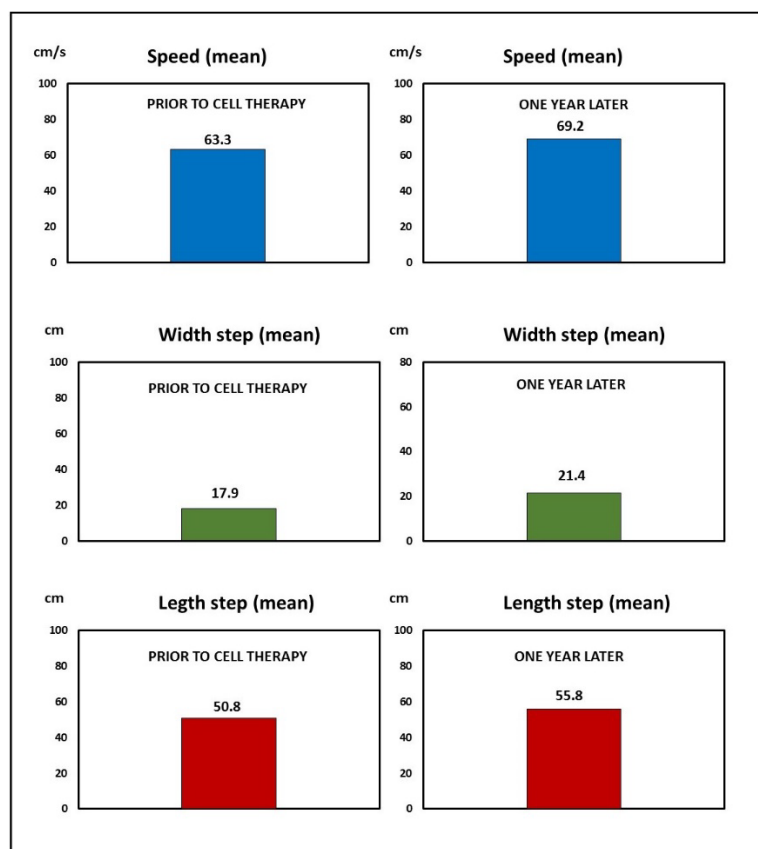 cm/s
Speed (mean)
100
80
60
40
20
0
PRIOR TO CELL THERAPY
63.3
Speed (mean)
100
80
60
40
20
0
ONE YEAR LATER
69.2
cm
Width step (mean)
100
80
60
40
20
0
PRIOR TO CELL THERAPY
17.9
cm
Width step (mean)
80
60
40
20
0
ONE YEAR LATER
21.4
cm
Legth step (mean)
100
80
60
40
20
0
PRIOR TO CELL THERAPY
50.8
cm
Length step (mean)
100
80
60
40
20
0
ONE YEAR LATER
55.8